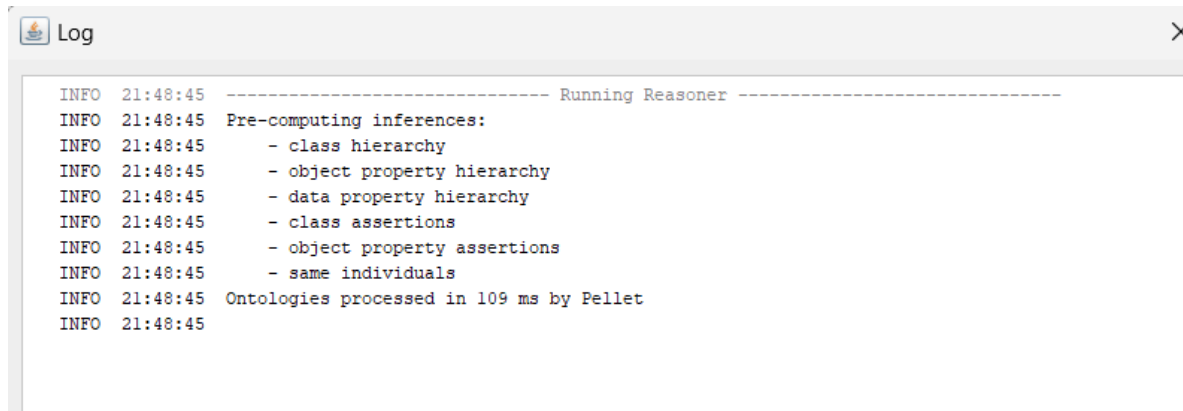 Log
INFO 21:48:45 ------------------------------- Running Reasoner -------------------------------
INFO 21:48:45 Pre-computing inferences:
INFO 21:48:45 - class hierarchy
INFO 21:48:45 - object property hierarchy
INFO 21:48:45 - data property hierarchy
INFO 21:48:45 - class assertions
INFO 21:48:45 - object property assertions
INFO 21:48:45 - same individuals
INFO 21:48:45 Ontologies processed in 109 ms by Pellet
INFO 21:48:45